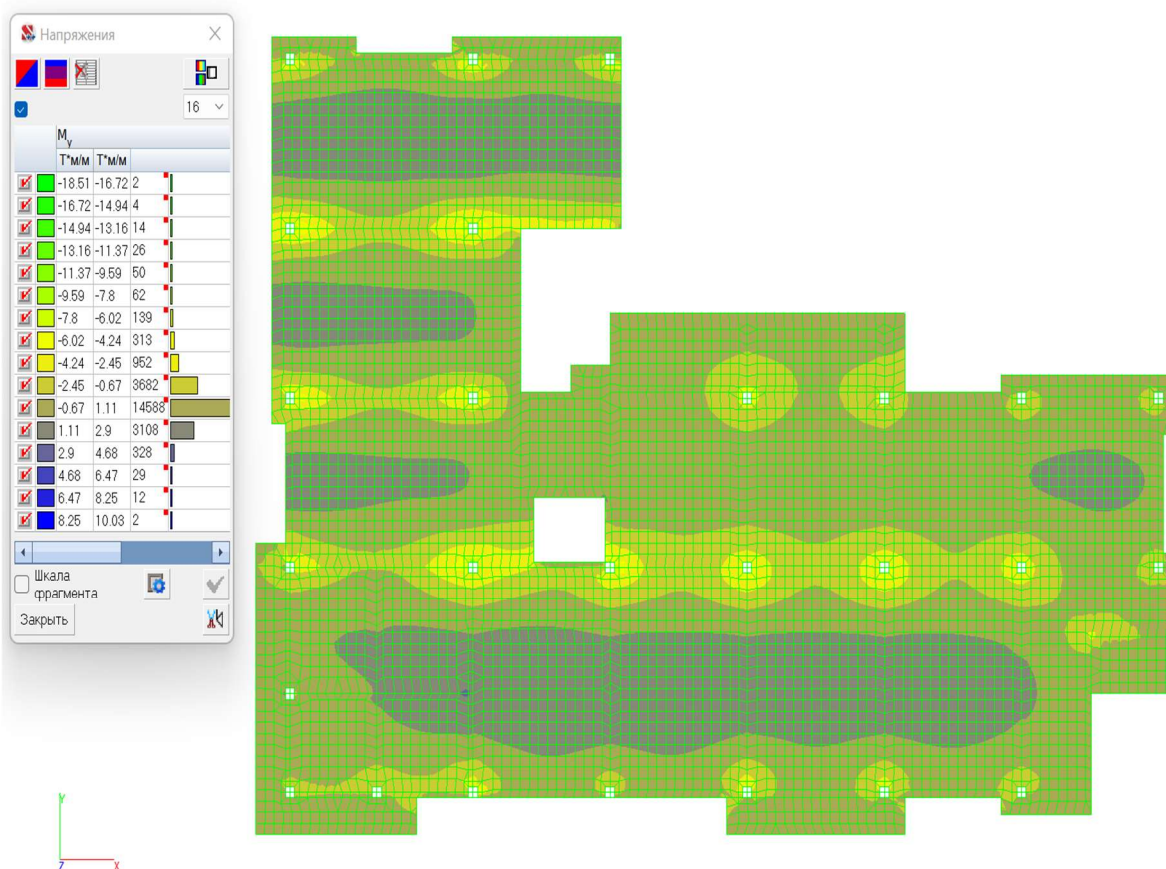 Напряжения
16
My
Т*м/м Т*м/м
-18.51 -16.72 2
-16.72 -14.94 4
-14.94 -13.16 14
-13.16 -11.37 26
-11.37 -9.59 50
-9.59 -7.8 62
-7.8 -6.02 139
-6.02 -4.24 313
-4.24 -2.45 952
-2.45 -0.67 3682
-0.67 1.11 14588
1.11 2.9 3108
2.9 4.68 328
4.68 6.47 29
6.47 8.25 12
8.25 10.03 2
Шкала
фрагмента
Закрыть
Y
Z X